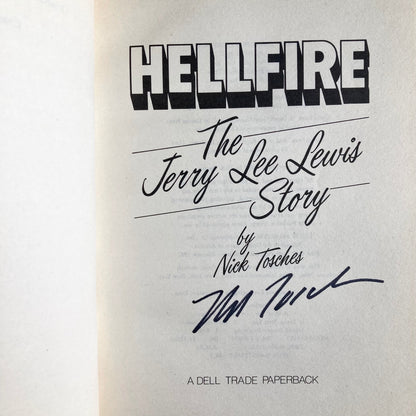 HELLFIRE
The
Jerry Lee Lewis
Story
by
Nick Tosches
A DELL TRADE PAPERBACK